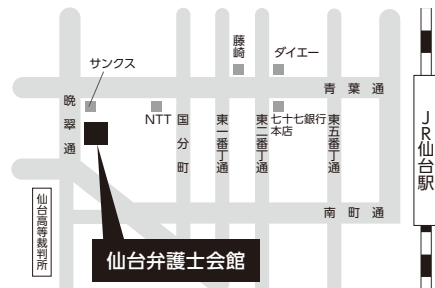 藤崎
ダイエー
サンクス
青葉通
晩翠通
NTT
国分町
東一番丁通
東二番丁通
七十七銀行
本店
東五番丁通
JR仙台駅
南町通
仙台高等裁判所
仙台弁護士会館